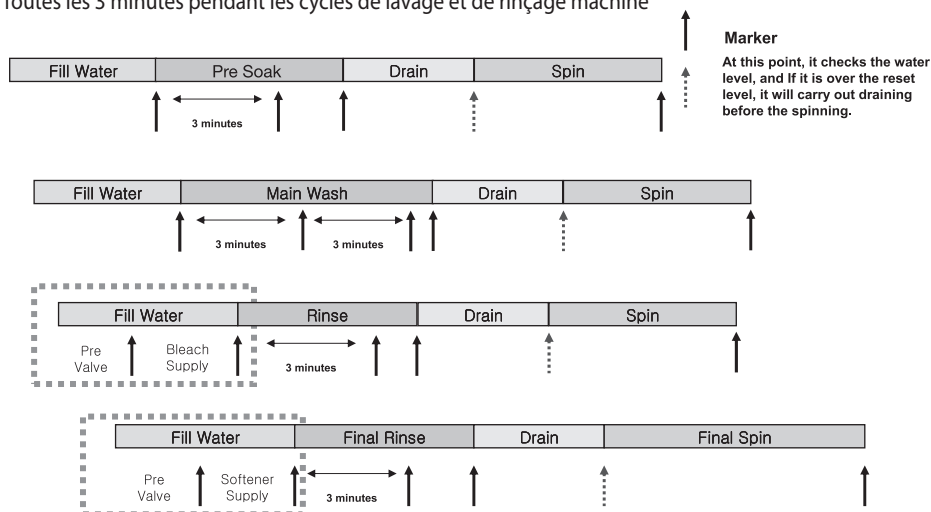 Toutes les 3 minutes pendant les cycles de lavage et de rinçage machine
Marker
At this point, it checks the water
level, and If it is over the reset
level, it will carry out draining
before the spinning.
Fill Water Pre Soak Drain Spin
3 minutes
Fill Water Main Wash Drain Spin
3 minutes 3 minutes
Fill Water Rinse Drain Spin
Pre
Valve
Bleach
Supply
3 minutes
Fill Water Final Rinse Drain Final Spin
Pre
Valve
Softener
Supply
3 minutes